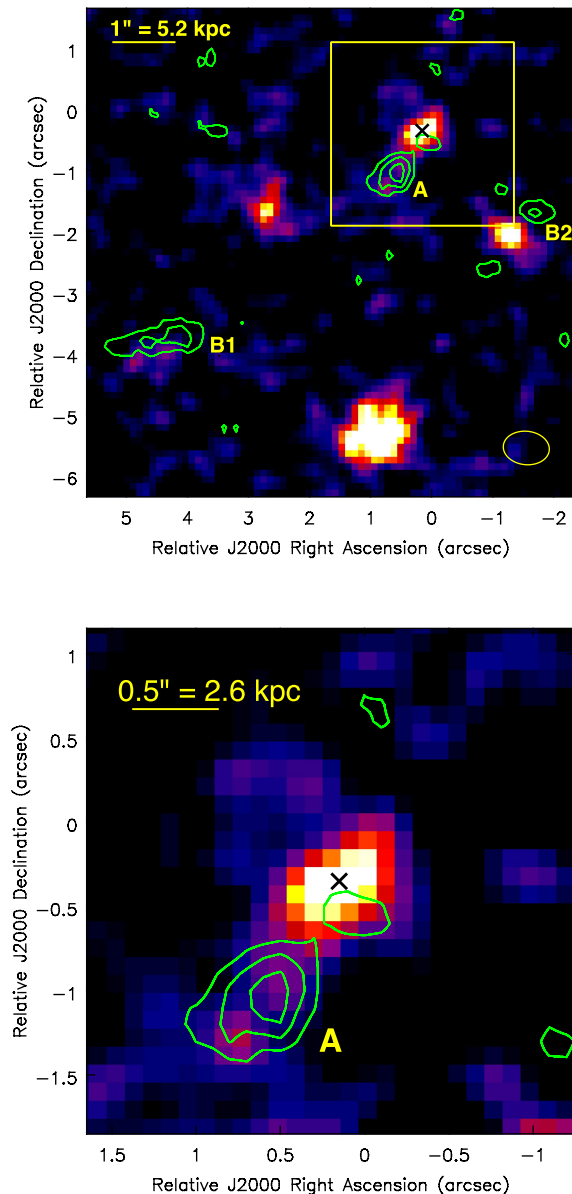 1" = 5.2 kpc
1
0
−1
−2
−3
−4
−5
−6
Relative J2000 Declination (arcsec)
A
B2
B1
5 4 3 2 1 0 −1 −2
Relative J2000 Right Ascension (arcsec)
0.5" = 2.6 kpc
1
0.5
0
−0.5
−1
−1.5
Relative J2000 Declination (arcsec)
A
1.5 1 0.5 0 −0.5 −1
Relative J2000 Right Ascension (arcsec)